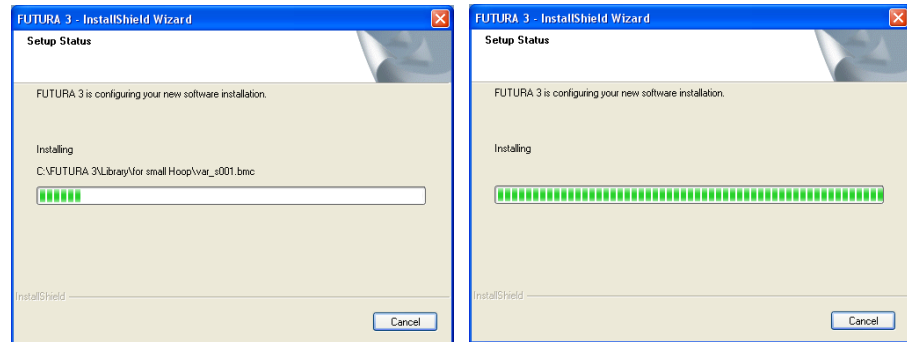 FUTURA 3 - InstallShield Wizard
Setup Status
FUTURA 3 is configuring your new software installation.
Installing
C:\FUTURA 3\Library\for small Hoop\var_s001.bmc
InstallShield
Cancel
FUTURA 3 - InstallShield Wizard
Setup Status
FUTURA 3 is configuring your new software installation.
Installing
InstallShield
Cancel